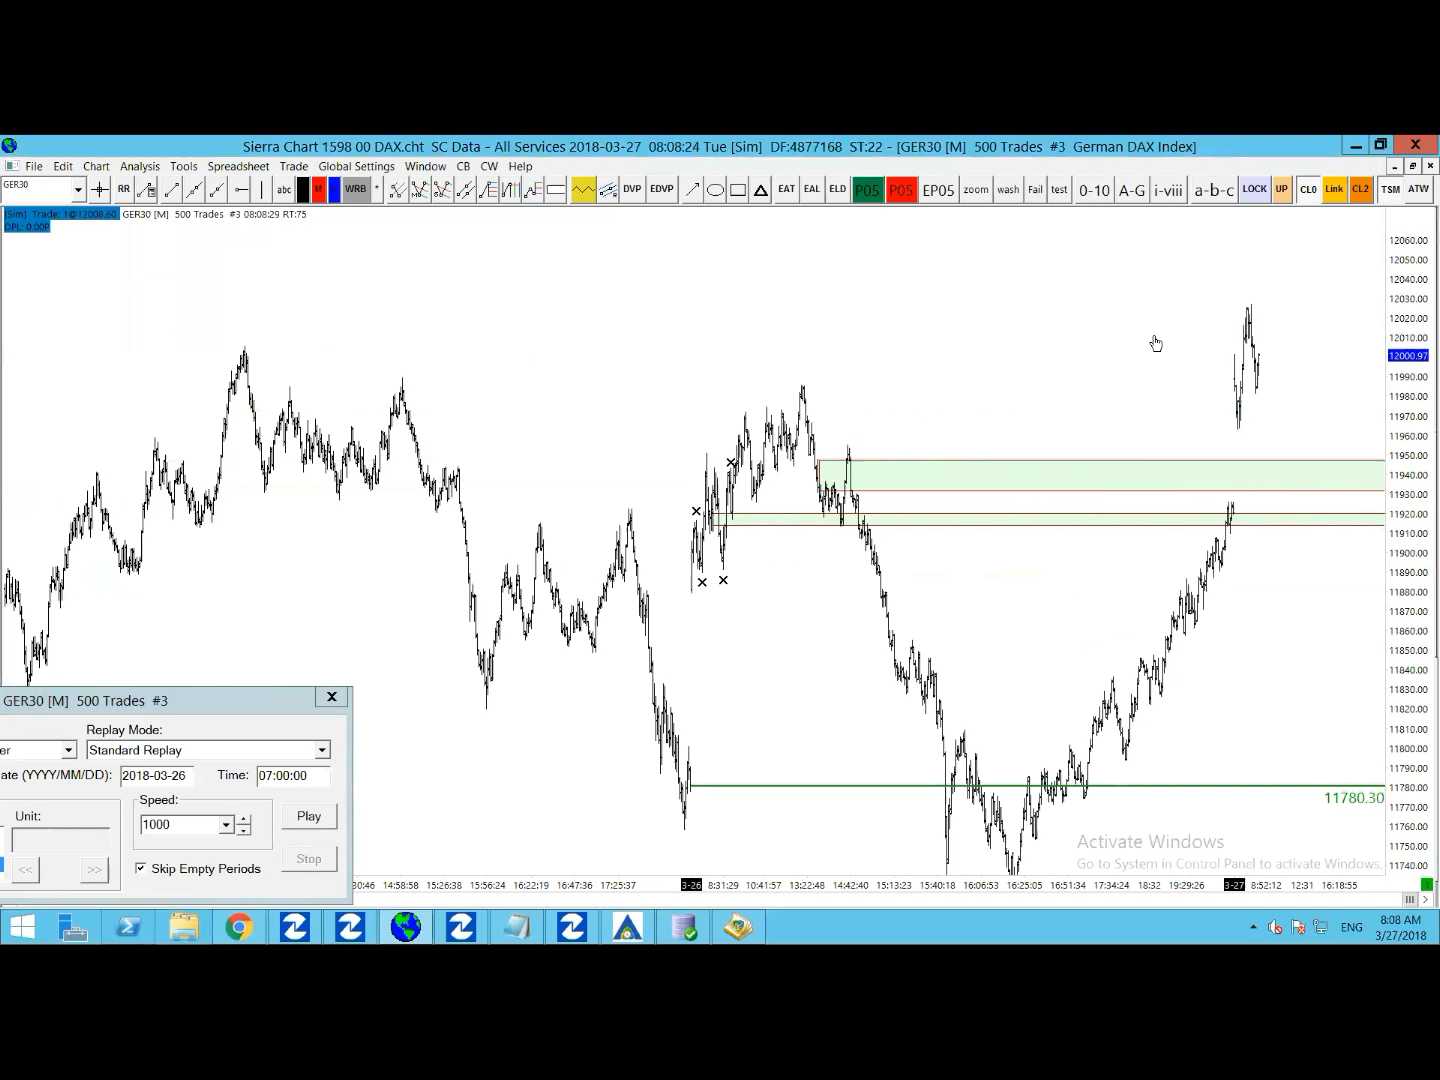 Sierra Chart 1598 00 DAX.cht SC Data - All Services 2018-03-27 08:08:24 Tue [Sim] DF:4877168 ST:22 - [GER30 [M] 500 Trades #3 German DAX Index]
File Edit Chart Analysis Tools Spreadsheet Trade Global Settings Window CB CW Help
GER30 RR abc M WRB * DVP EDVP EAT EAL ELD P05 P05 EP05 zoom wash Fail test 0-10 A-G i-viii a-b-c LOCK UP CL0 Link CL2 TSM ATW
[Sim] Trade: 1@12008.60 GER30 [M] 500 Trades #3 08:08:29 RT:75
DPL: 0.00P
12060.00
12050.00
12040.00
12030.00
12020.00
12010.00
12000.97
11990.00
11980.00
11970.00
11960.00
11950.00
11940.00
11930.00
11920.00
11910.00
11900.00
11890.00
11880.00
11870.00
11860.00
11850.00
11840.00
11830.00
11820.00
11810.00
11800.00
11790.00
11780.00
11770.00
11760.00
11750.00
11740.00
11780.30
GER30 [M] 500 Trades #3
Replay Mode:
er Standard Replay
ate (YYYY/MM/DD): 2018-03-26 Time: 07:00:00
Unit: Speed:
1000 Play
<< >> Skip Empty Periods Stop
Activate Windows
Go to System in Control Panel to activate Windows.
:30:46 14:58:58 15:26:38 15:56:24 16:22:19 16:47:36 17:25:37 3-26 8:31:29 10:41:57 13:22:48 14:42:40 15:13:23 15:40:18 16:06:53 16:25:05 16:51:34 17:34:24 18:32 19:29:26 3-27 8:52:12 12:31 16:18:55
ENG
8:08 AM
3/27/2018